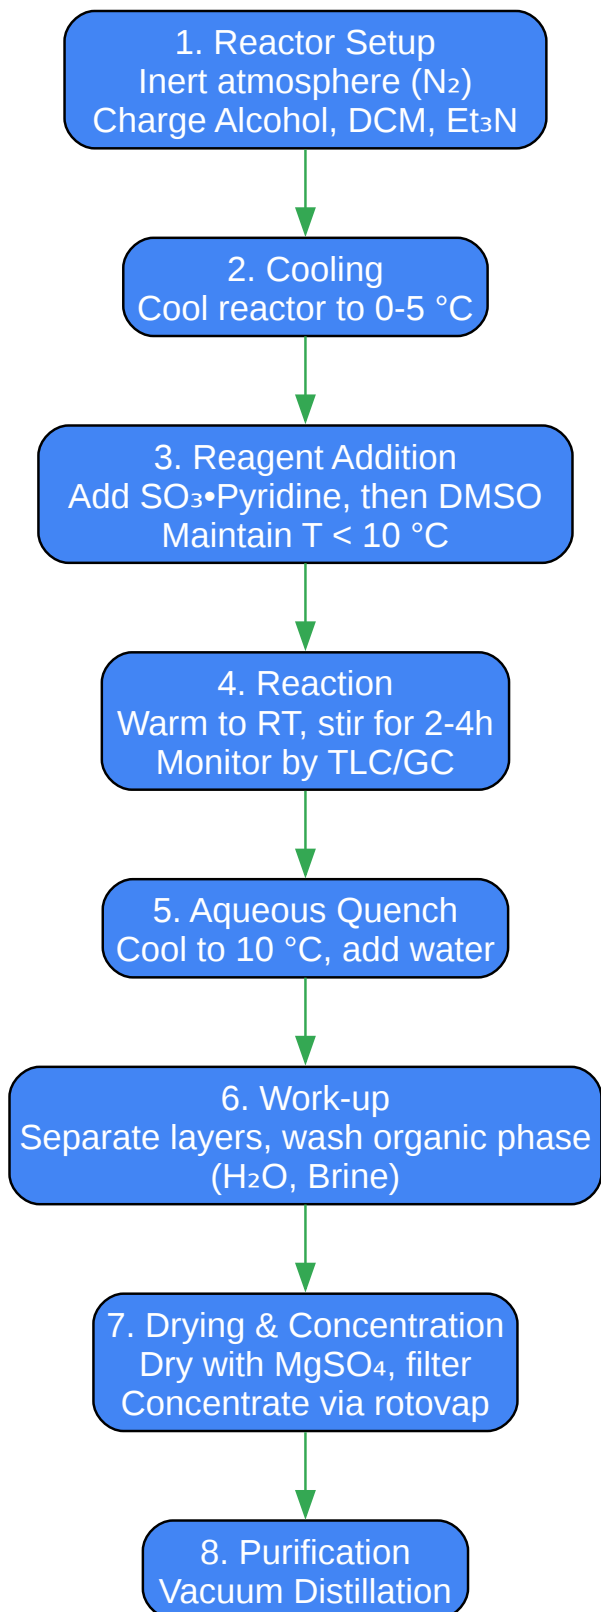 1. Reactor Setup
Inert atmosphere (N₂)
Charge Alcohol, DCM, Et₃N
2. Cooling
Cool reactor to 0-5 °C
3. Reagent Addition
Add SO₃•Pyridine, then DMSO
Maintain T < 10 °C
4. Reaction
Warm to RT, stir for 2-4h
Monitor by TLC/GC
5. Aqueous Quench
Cool to 10 °C, add water
6. Work-up
Separate layers, wash organic phase
(H₂O, Brine)
7. Drying & Concentration
Dry with MgSO₄, filter
Concentrate via rotovap
8. Purification
Vacuum Distillation